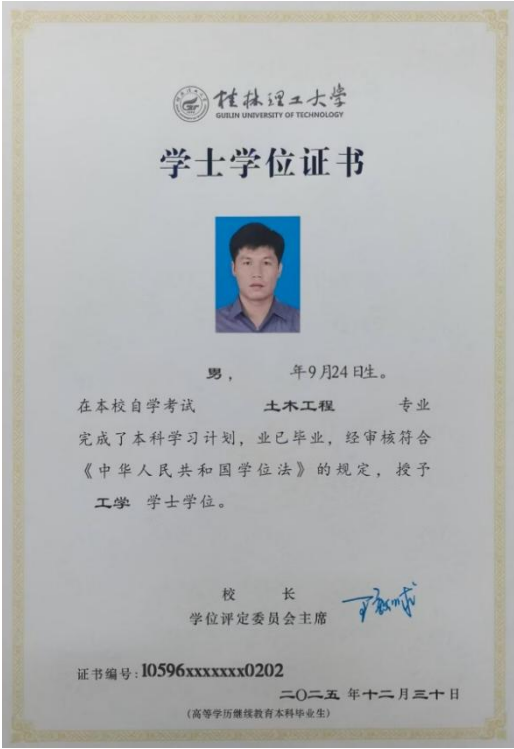 桂林理工大学
GUILIN UNIVERSITY OF TECHNOLOGY
学士学位证书
男， 年9月24日生。
在本校自学考试 土木工程 专业
完成了本科学习计划，业已毕业，经审核符合
《中华人民共和国学位法》的规定，授予
工学 学士学位。
校 长
学位评定委员会主席
证书编号：10596xxxxxxx0202
二〇二五 年十二月三十日
（高等学历继续教育本科毕业生）